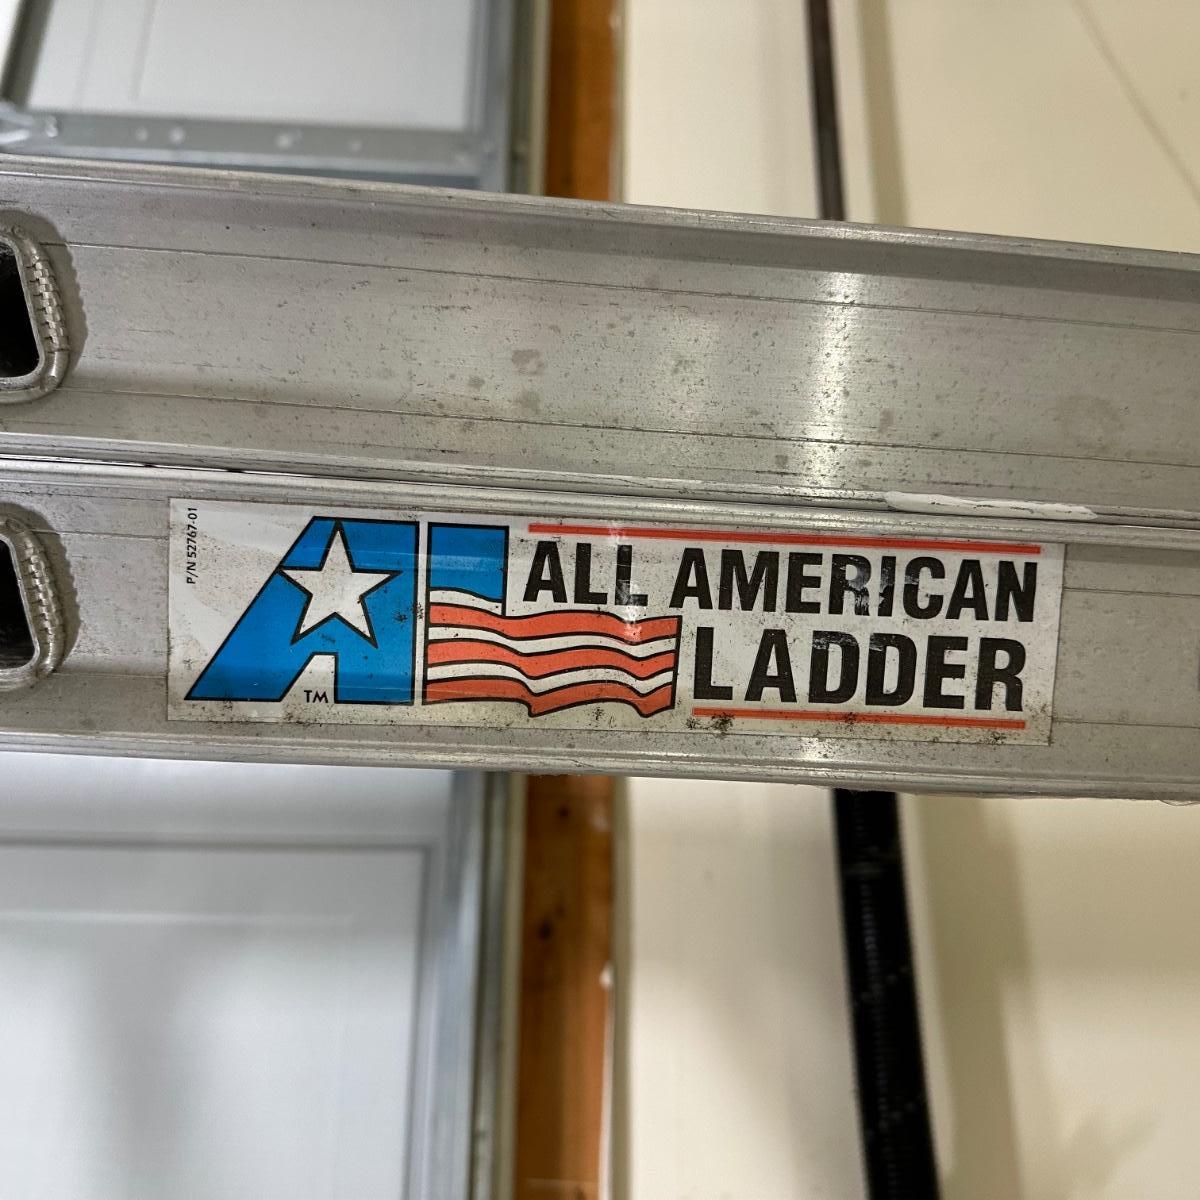 P/N 52767-01
AL
TM
ALL AMERICAN
LADDER